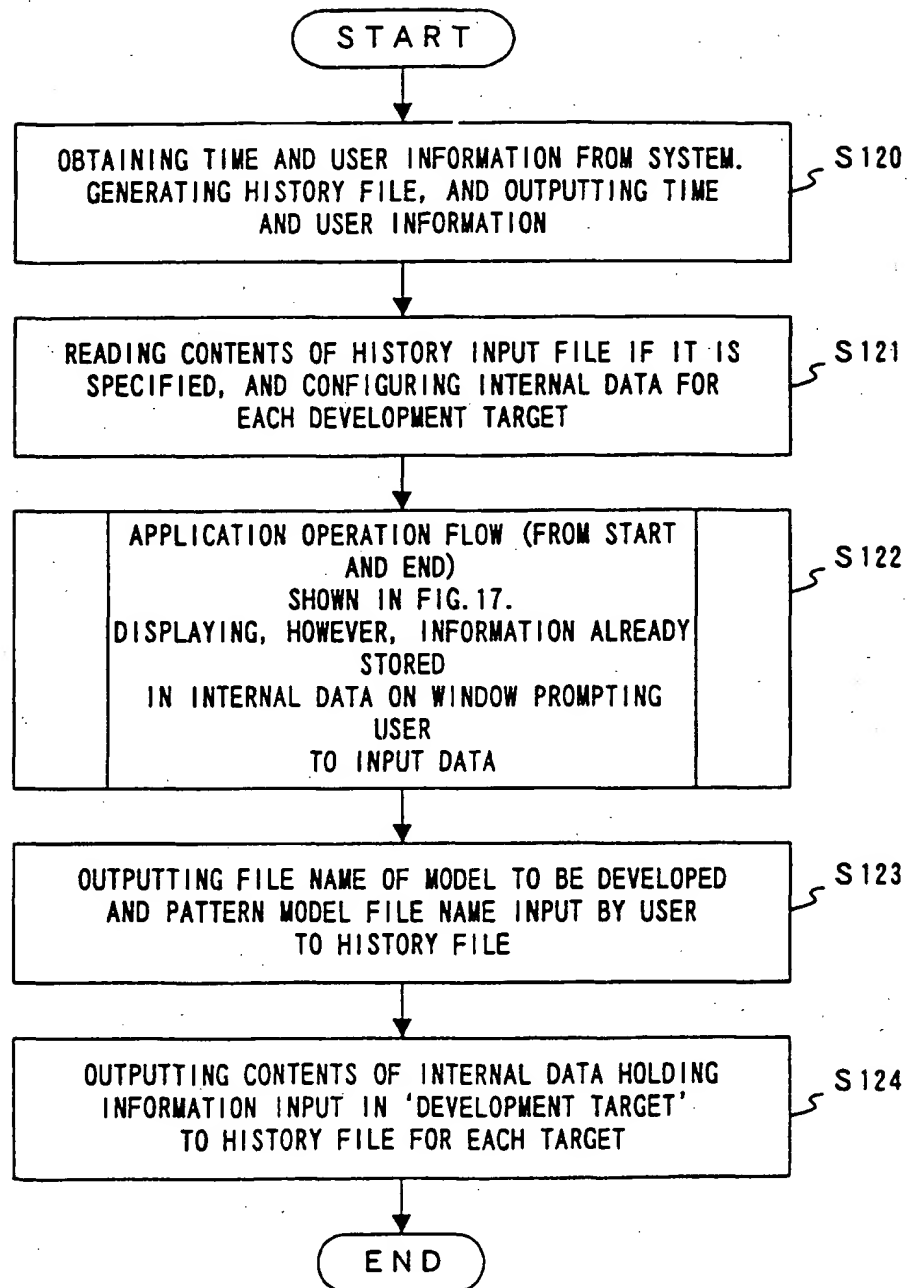 START
OBTAINING TIME AND USER INFORMATION FROM SYSTEM.
GENERATING HISTORY FILE, AND OUTPUTTING TIME
AND USER INFORMATION
S120
READING CONTENTS OF HISTORY INPUT FILE IF IT IS
SPECIFIED, AND CONFIGURING INTERNAL DATA FOR
EACH DEVELOPMENT TARGET
S121
APPLICATION OPERATION FLOW (FROM START
AND END)
SHOWN IN FIG.17.
DISPLAYING, HOWEVER, INFORMATION ALREADY
STORED
IN INTERNAL DATA ON WINDOW PROMPTING
USER
TO INPUT DATA
S122
OUTPUTTING FILE NAME OF MODEL TO BE DEVELOPED
AND PATTERN MODEL FILE NAME INPUT BY USER
TO HISTORY FILE
S123
OUTPUTTING CONTENTS OF INTERNAL DATA HOLDING
INFORMATION INPUT IN 'DEVELOPMENT TARGET'
TO HISTORY FILE FOR EACH TARGET
S124
END